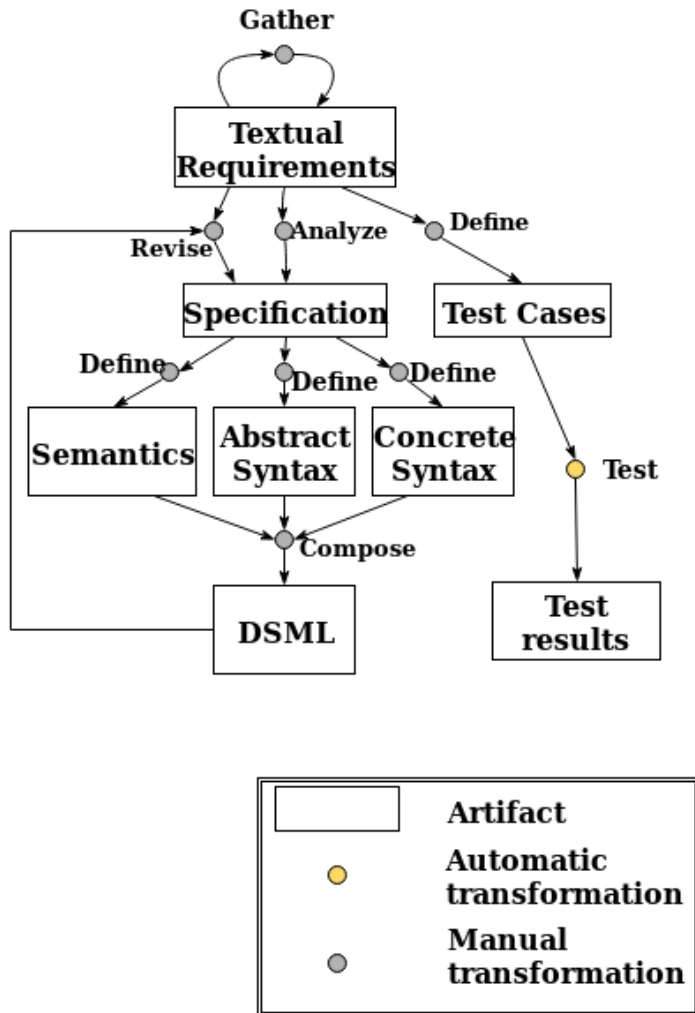 Gather
Textual
Requirements
Revise
Analyze
Define
Specification
Test Cases
Define
Define
Define
Semantics
Abstract
Syntax
Concrete
Syntax
Test
Compose
DSML
Test
results
Artifact
Automatic
transformation
Manual
transformation